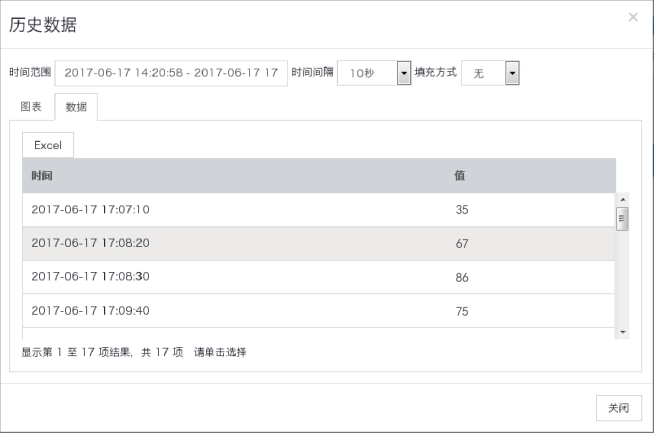 历史数据 ×
时间范围 2017-06-17 14:20:58 - 2017-06-17 17 时间间隔 10秒 填充方式 无
图表 数据
Excel
时间 值
2017-06-17 17:07:10 35
2017-06-17 17:08:20 67
2017-06-17 17:08:30 86
2017-06-17 17:09:40 75
显示第 1 至 17 项结果, 共 17 项 请单击选择
关闭